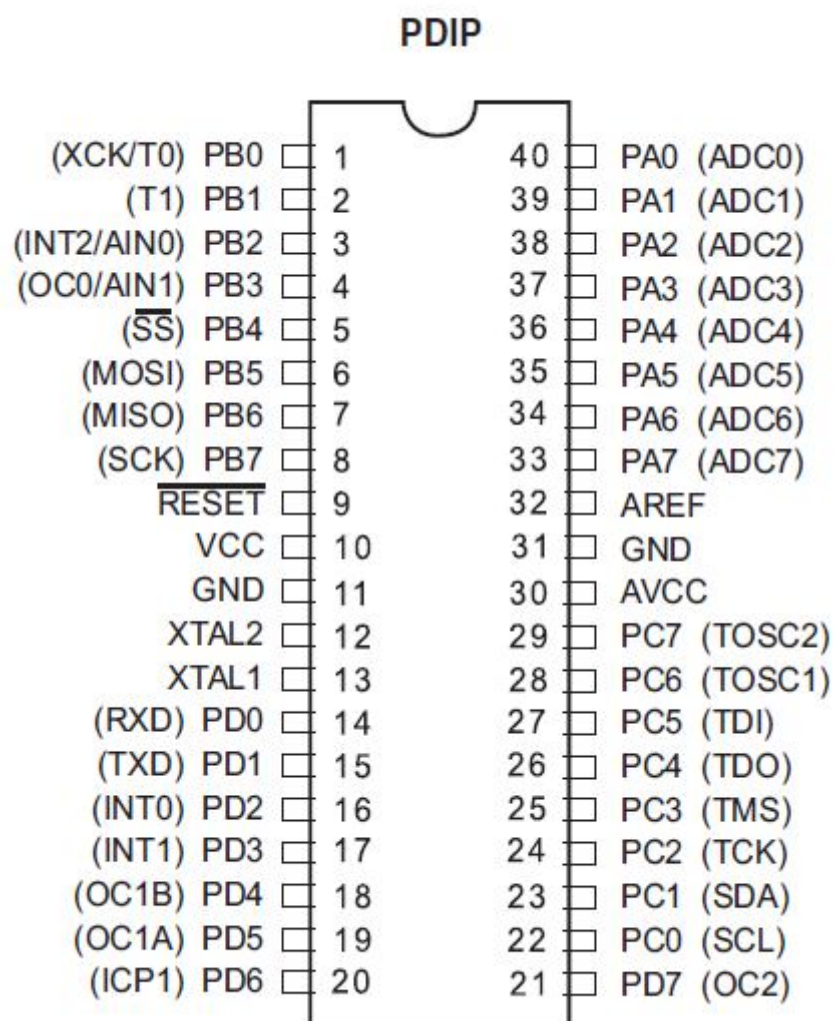 PDIP
(XCK/T0) PB0 1 40 PA0 (ADC0)
(T1) PB1 2 39 PA1 (ADC1)
(INT2/AIN0) PB2 3 38 PA2 (ADC2)
(OC0/AIN1) PB3 4 37 PA3 (ADC3)
(SS) PB4 5 36 PA4 (ADC4)
(MOSI) PB5 6 35 PA5 (ADC5)
(MISO) PB6 7 34 PA6 (ADC6)
(SCK) PB7 8 33 PA7 (ADC7)
RESET 9 32 AREF
VCC 10 31 GND
GND 11 30 AVCC
XTAL2 12 29 PC7 (TOSC2)
XTAL1 13 28 PC6 (TOSC1)
(RXD) PD0 14 27 PC5 (TDI)
(TXD) PD1 15 26 PC4 (TDO)
(INT0) PD2 16 25 PC3 (TMS)
(INT1) PD3 17 24 PC2 (TCK)
(OC1B) PD4 18 23 PC1 (SDA)
(OC1A) PD5 19 22 PC0 (SCL)
(ICP1) PD6 20 21 PD7 (OC2)